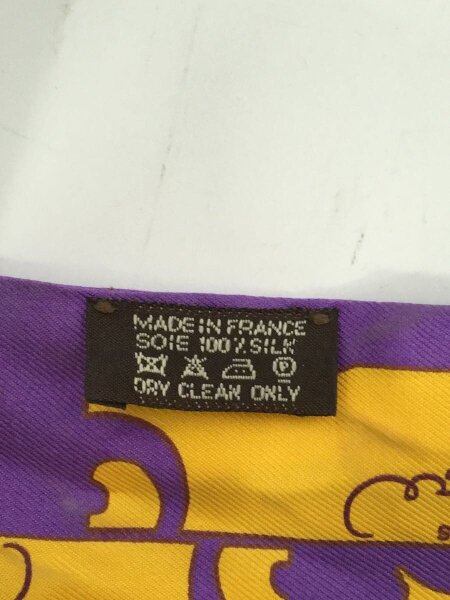 MADE IN FRANCE
SOIE 100% SILK
P
DRY CLEAN ONLY